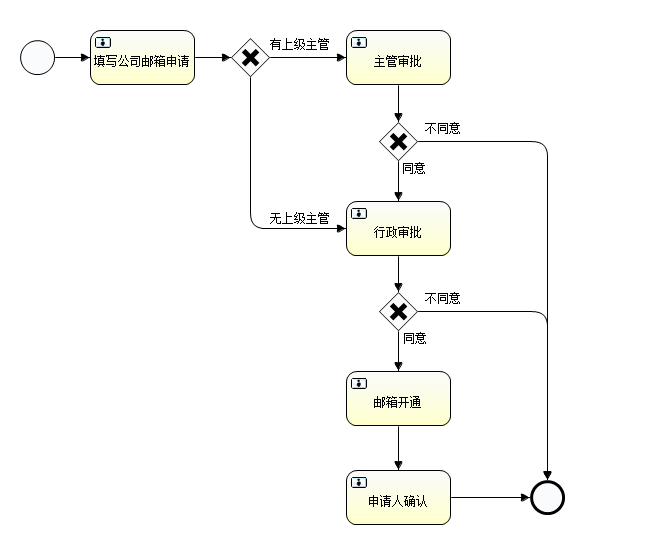 有上级主管
填写公司邮箱申请
主管审批
不同意
同意
无上级主管
行政审批
不同意
同意
邮箱开通
申请人确认